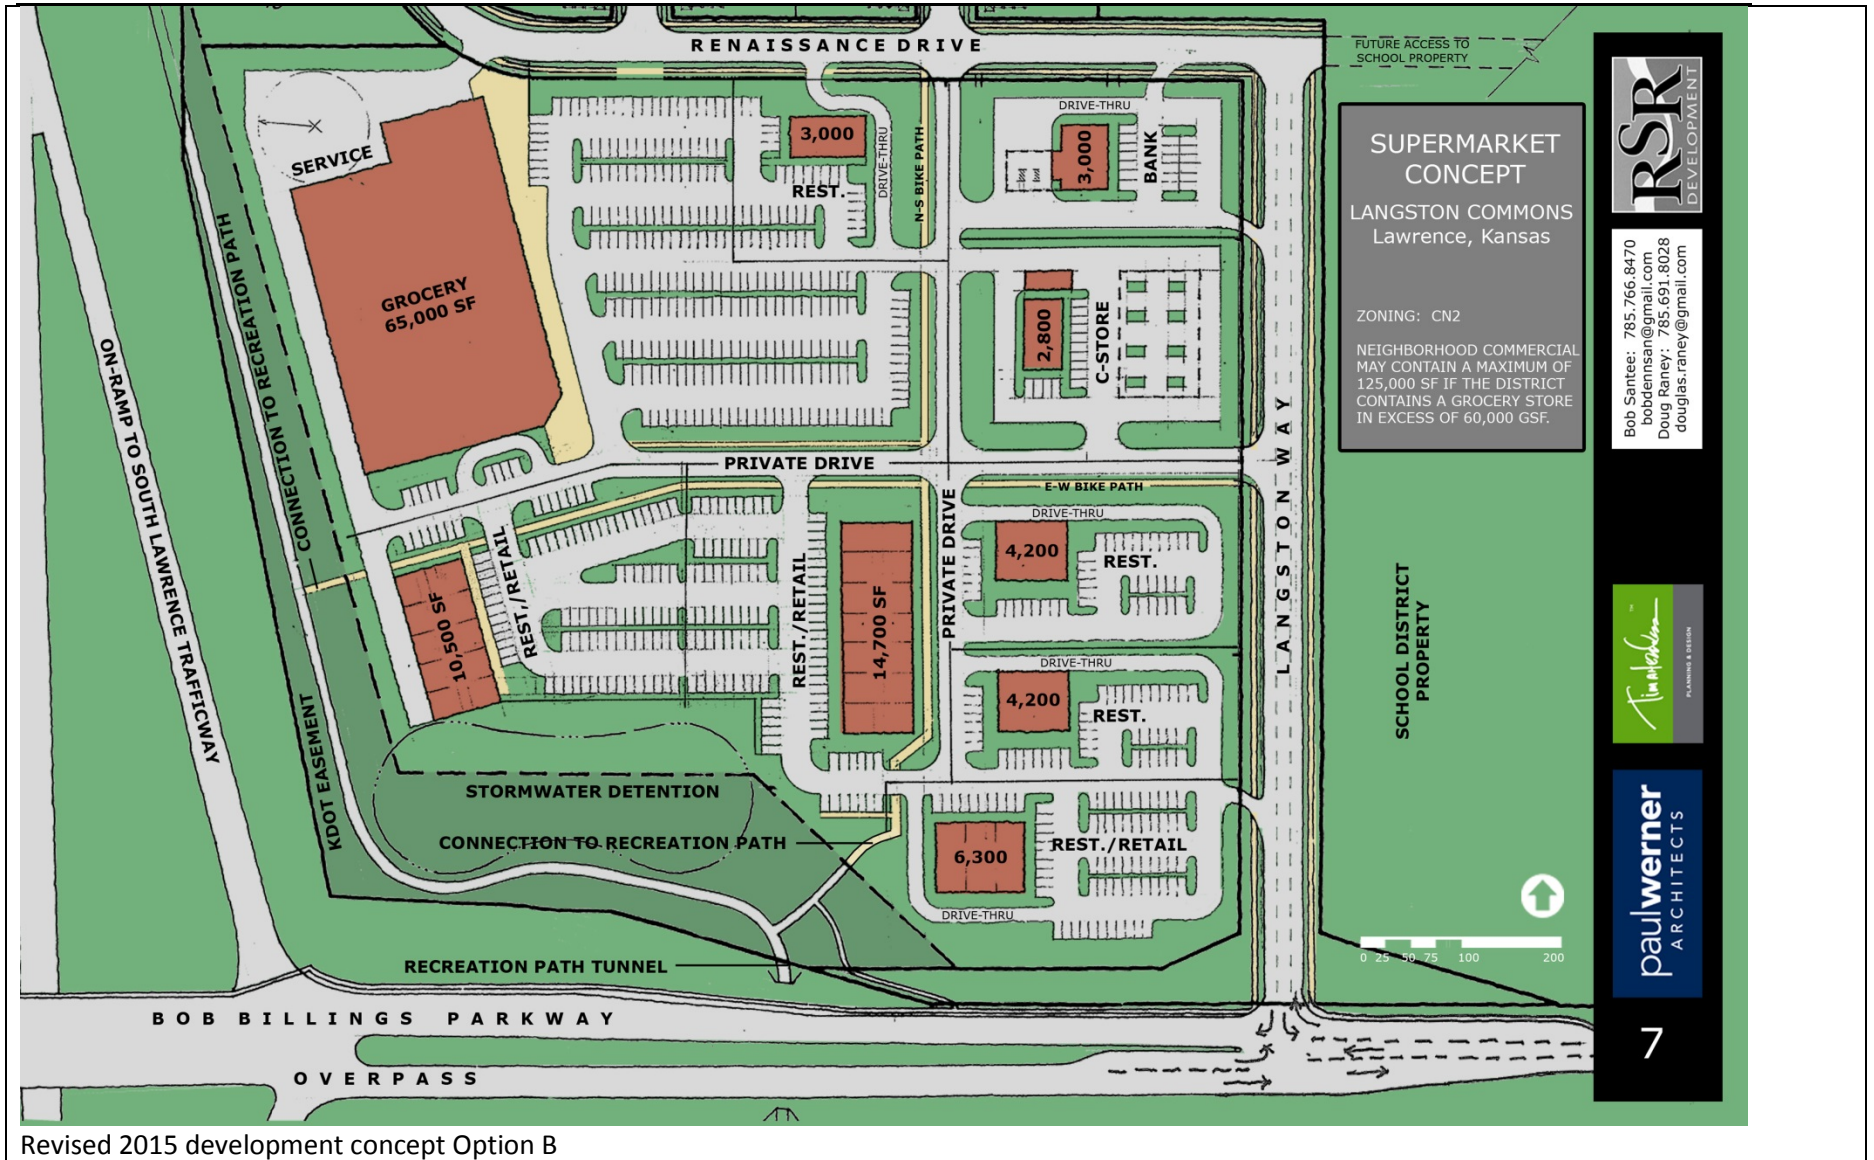 RENAISSANCE DRIVE
FUTURE ACCESS TO
SCHOOL PROPERTY
SERVICE
GROCERY
65,000 SF
3,000
REST.
DRIVE-THRU
N-S BIKE PATH
DRIVE-THRU
3,000
BANK
2,800
C-STORE
CONNECTION TO RECREATION PATH
ON-RAMP TO SOUTH LAWRENCE TRAFFICWAY
PRIVATE DRIVE
E-W BIKE PATH
DRIVE-THRU
4,200
REST.
PRIVATE DRIVE
10,500 SF
REST./RETAIL
REST./RETAIL
14,700 SF
DRIVE-THRU
4,200
REST.
LANGSTON WAY
SCHOOL DISTRICT
PROPERTY
KDOT EASEMENT
STORMWATER DETENTION
CONNECTION TO RECREATION PATH
6,300
REST./RETAIL
DRIVE-THRU
RECREATION PATH TUNNEL
BOB BILLINGS PARKWAY
OVERPASS
0 25 50 75 100 200
SUPERMARKET
CONCEPT
LANGSTON COMMONS
Lawrence, Kansas
ZONING: CN2
NEIGHBORHOOD COMMERCIAL
MAY CONTAIN A MAXIMUM OF
125,000 SF IF THE DISTRICT
CONTAINS A GROCERY STORE
IN EXCESS OF 60,000 GSF.
RSR
DEVELOPMENT
Bob Santee: 785.766.8470
bobdennsan@gmail.com
Doug Raney: 785.691.8028
douglas.raney@gmail.com
PLANNING & DESIGN
paulwerner
ARCHITECTS
7
Revised 2015 development concept Option B